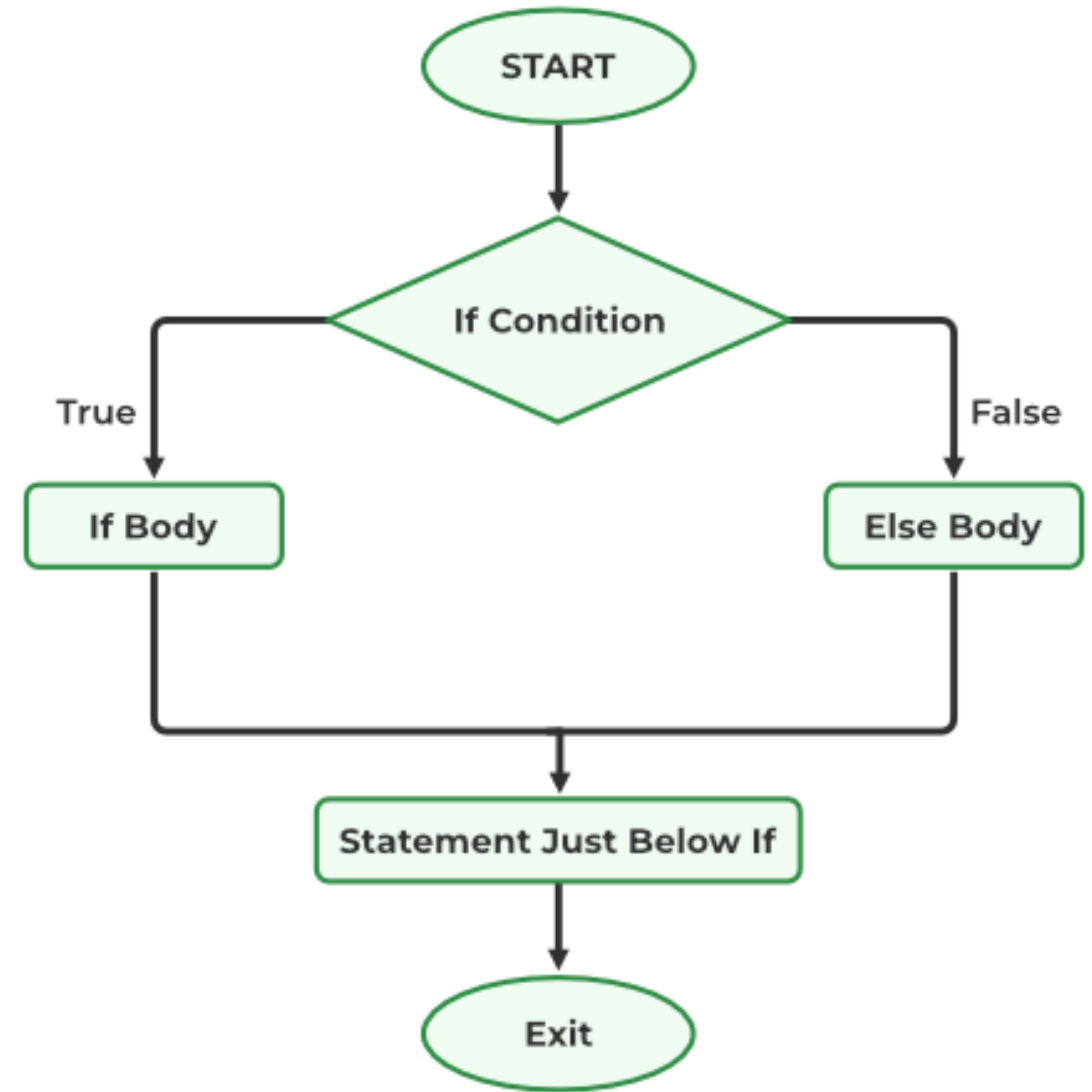 START
If Condition
True
False
If Body
Else Body
Statement Just Below If
Exit